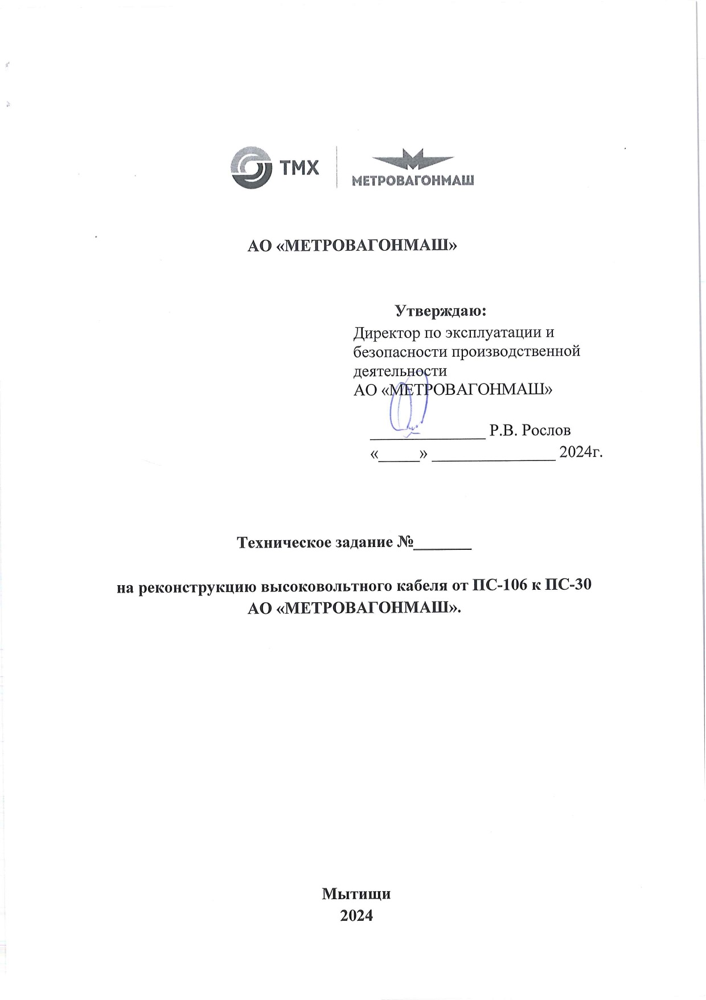 ТМХ
МЕТРОВАГОНМАШ
АО «МЕТРОВАГОНМАШ»
Утверждаю:
Директор по эксплуатации и
безопасности производственной
деятельности
АО «МЕТРОВАГОНМАШ»
______________ Р.В. Рослов
«_____» _______________ 2024г.
Техническое задание №_______
на реконструкцию высоковольтного кабеля от ПС-106 к ПС-30
АО «МЕТРОВАГОНМАШ».
Мытищи
2024